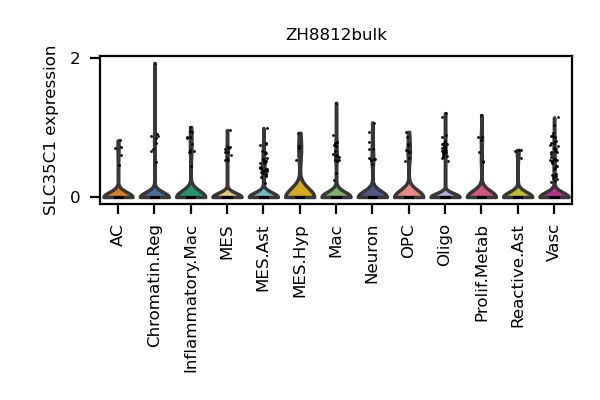 ZH8812bulk
SLC35C1 expression
2
0
AC
Chromatin.Reg
Inflammatory.Mac
MES
MES.Ast
MES.Hyp
Mac
Neuron
OPC
Oligo
Prolif.Metab
Reactive.Ast
Vasc